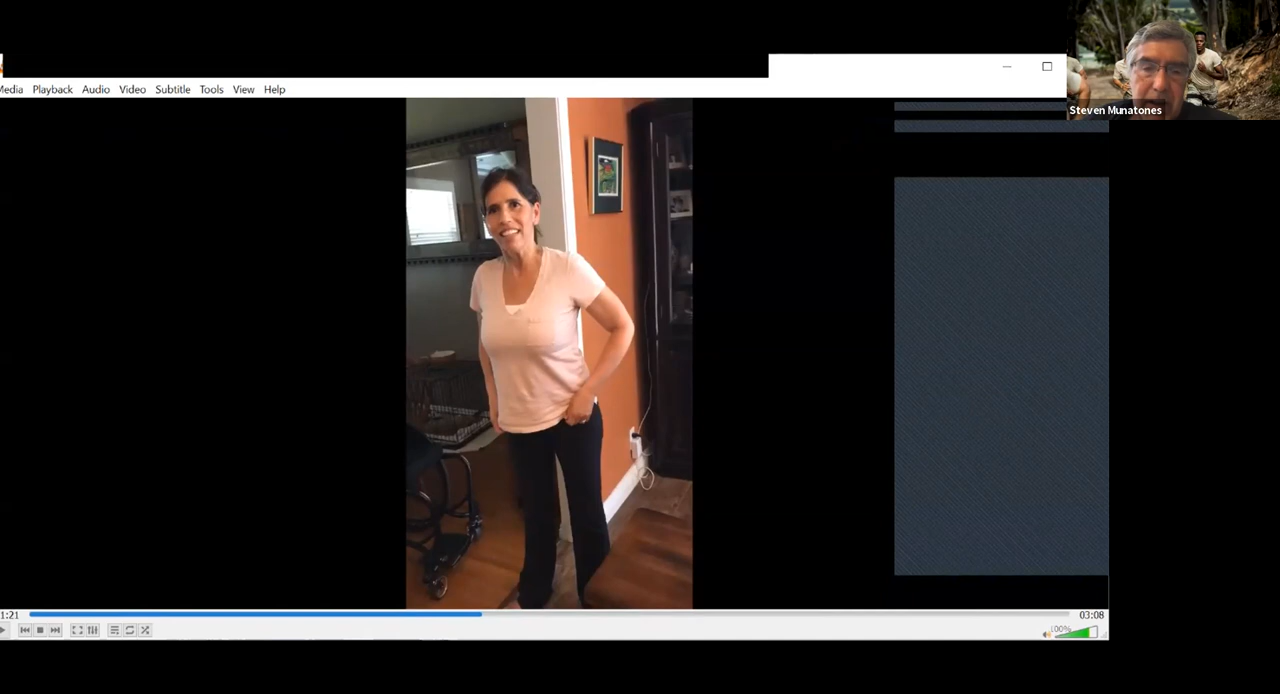 Media Playback Audio Video Subtitle Tools View Help
Steven Munatones
1:21
03:08
100%